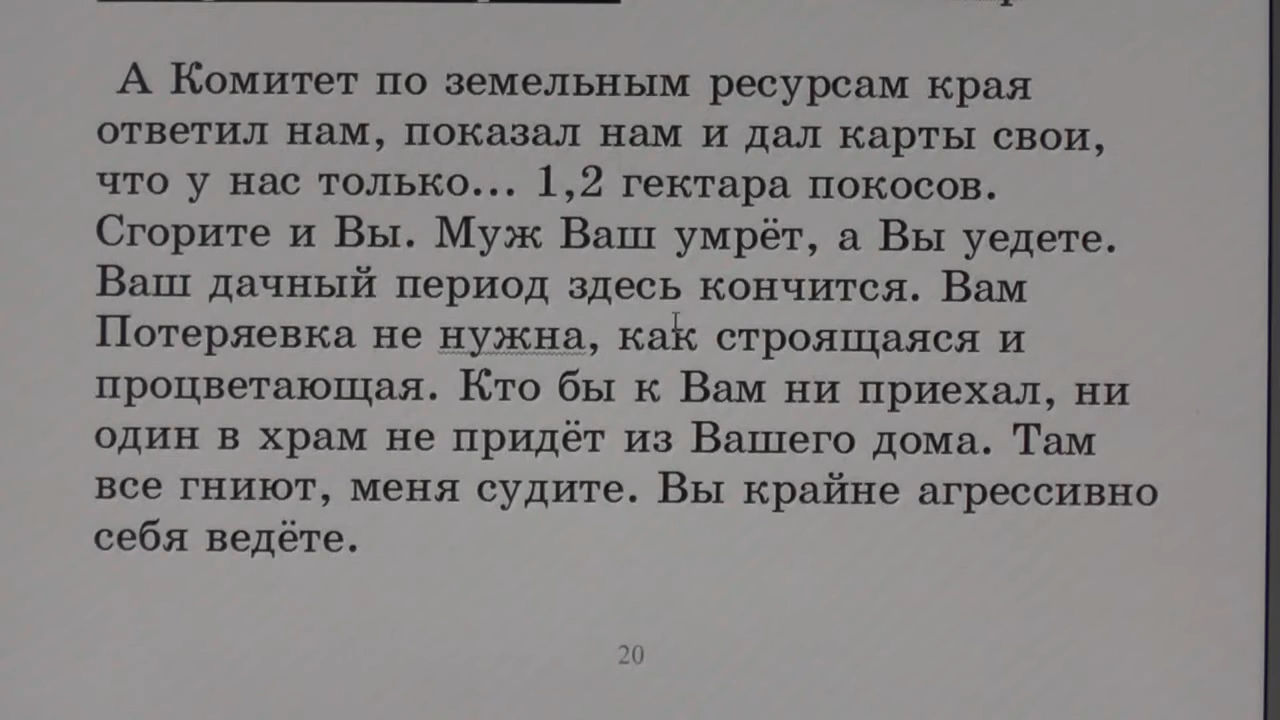 А Комитет по земельным ресурсам края
ответил нам, показал нам и дал карты свои,
что у нас только... 1,2 гектара покосов.
Сгорите и Вы. Муж Ваш умрёт, а Вы уедете.
Ваш дачный период здесь кончится. Вам
Потеряевка не нужна, как строящаяся и
процветающая. Кто бы к Вам ни приехал, ни
один в храм не придёт из Вашего дома. Там
все гниют, меня судите. Вы крайне агрессивно
себя ведёте.
20